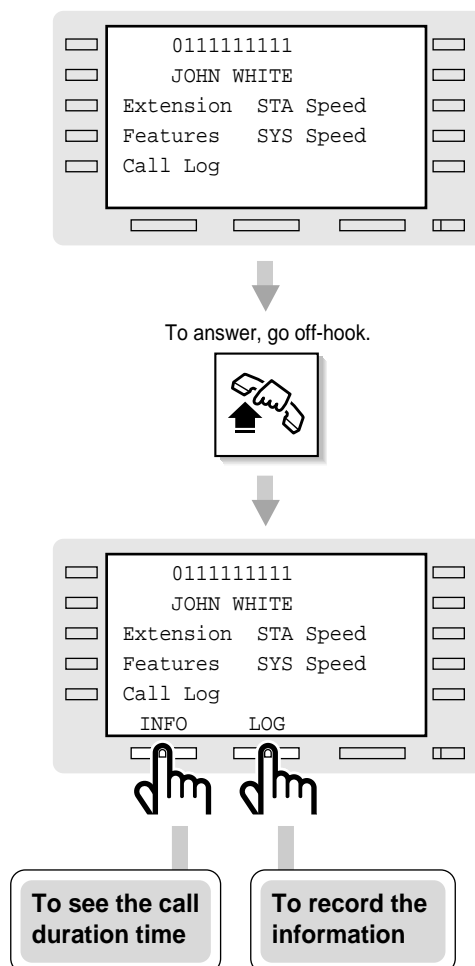 0111111111
JOHN WHITE
Extension STA Speed
Features SYS Speed
Call Log
To answer, go off-hook.
0111111111
JOHN WHITE
Extension STA Speed
Features SYS Speed
Call Log
INFO LOG
To see the call
duration time
To record the
information